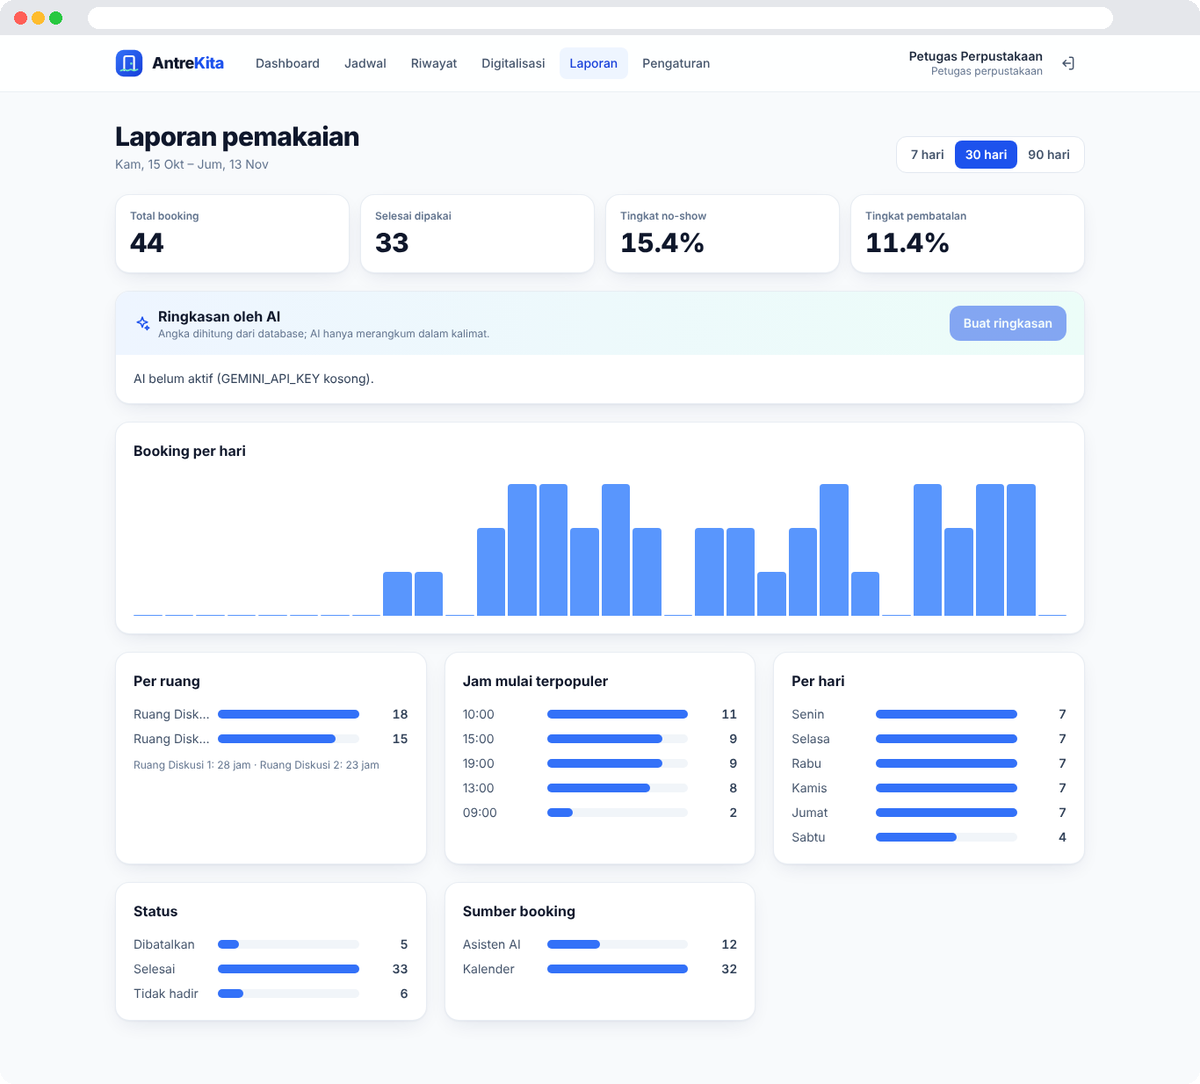 AntreKita
Dashboard
Jadwal
Riwayat
Digitalisasi
Laporan
Pengaturan
Petugas Perpustakaan
Petugas perpustakaan
Laporan pemakaian
Kam, 15 Okt – Jum, 13 Nov
7 hari
30 hari
90 hari
Total booking
44
Selesai dipakai
33
Tingkat no-show
15.4%
Tingkat pembatalan
11.4%
Ringkasan oleh AI
Angka dihitung dari database; AI hanya merangkum dalam kalimat.
Buat ringkasan
AI belum aktif (GEMINI_API_KEY kosong).
Booking per hari
Per ruang
Ruang Disk... 18
Ruang Disk... 15
Ruang Diskusi 1: 28 jam · Ruang Diskusi 2: 23 jam
Jam mulai terpopuler
10:00 11
15:00 9
19:00 9
13:00 8
09:00 2
Per hari
Senin 7
Selasa 7
Rabu 7
Kamis 7
Jumat 7
Sabtu 4
Status
Dibatalkan 5
Selesai 33
Tidak hadir 6
Sumber booking
Asisten AI 12
Kalender 32